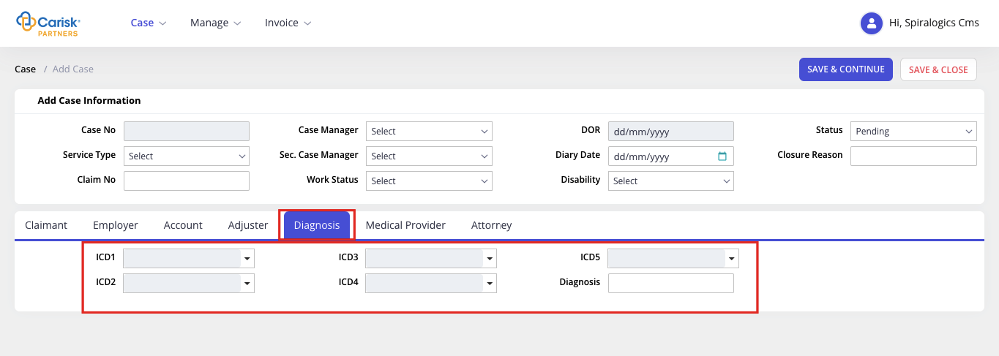 Carisk
PARTNERS
Case Manage Invoice Hi, Spiralogics Cms
Case / Add Case SAVE & CONTINUE SAVE & CLOSE
Add Case Information
Case No Case Manager Select DOR dd/mm/yyyy Status Pending
Service Type Select Sec. Case Manager Select Diary Date dd/mm/yyyy Closure Reason
Claim No Work Status Select Disability Select
Claimant Employer Account Adjuster Diagnosis Medical Provider Attorney
ICD1 ICD3 ICD5
ICD2 ICD4 Diagnosis